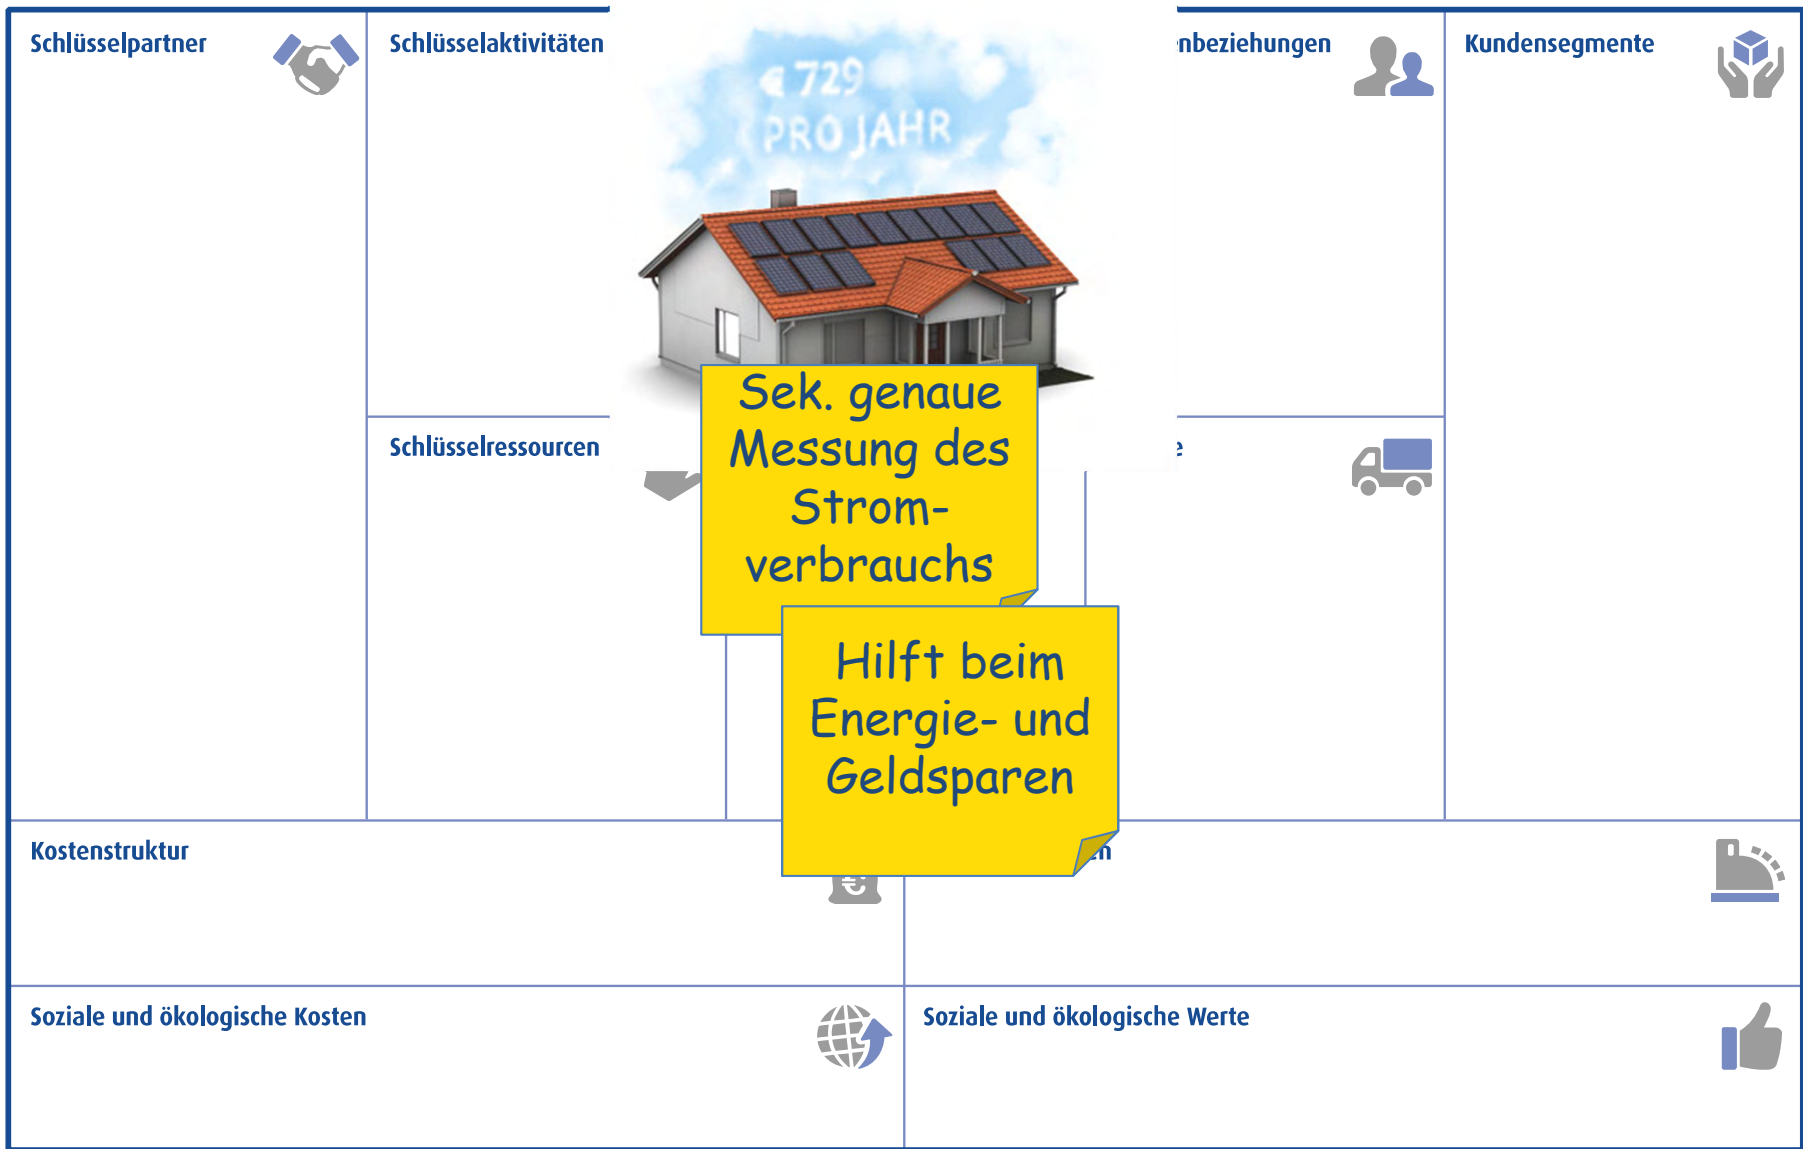 Schlüsselpartner
Schlüsselaktivitäten
nbeziehungen
Kundensegmente
€ 729
PRO JAHR
Schlüsselressourcen
e
Sek. genaue
Messung des
Strom-
verbrauchs
Hilft beim
Energie- und
Geldsparen
Kostenstruktur
€
en
Soziale und ökologische Kosten
Soziale und ökologische Werte